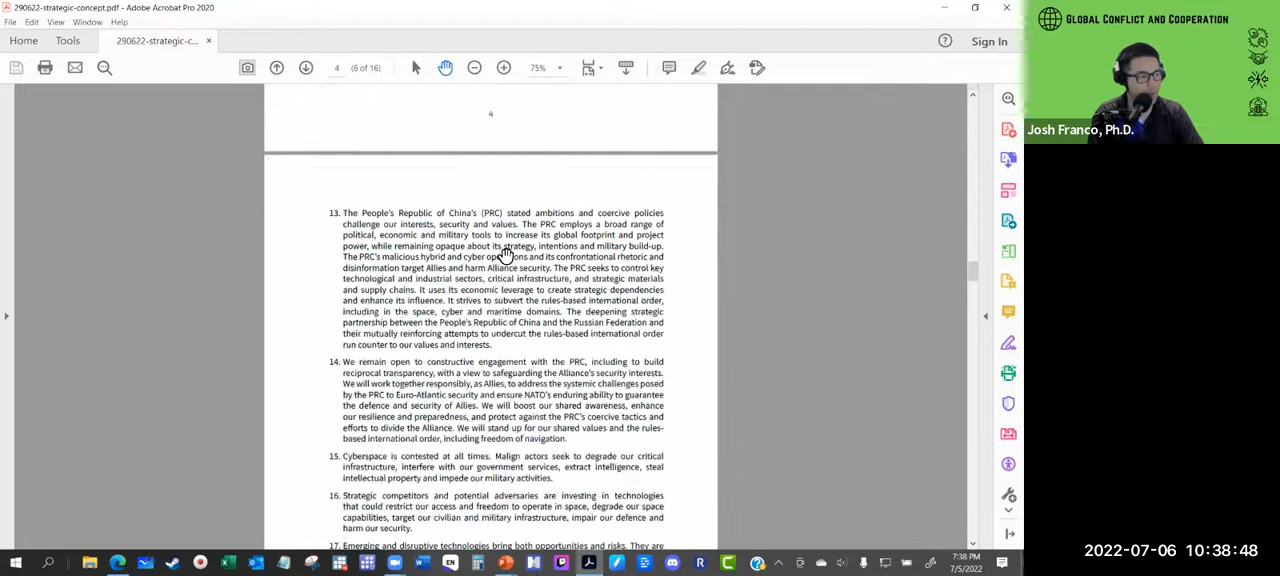 290622-strategic-concept.pdf - Adobe Acrobat Pro 2020
File Edit View Window Help
Home Tools 290622-strategic-c... × Sign In
4 (6 of 16) 75%
GLOBAL CONFLICT AND COOPERATION
Josh Franco, Ph.D.
4
13. The People's Republic of China's (PRC) stated ambitions and coercive policies
challenge our interests, security and values. The PRC employs a broad range of
political, economic and military tools to increase its global footprint and project
power, while remaining opaque about its strategy, intentions and military build-up.
The PRC's malicious hybrid and cyber operations and its confrontational rhetoric and
disinformation target Allies and harm Alliance security. The PRC seeks to control key
technological and industrial sectors, critical infrastructure, and strategic materials
and supply chains. It uses its economic leverage to create strategic dependencies
and enhance its influence. It strives to subvert the rules-based international order,
including in the space, cyber and maritime domains. The deepening strategic
partnership between the People's Republic of China and the Russian Federation and
their mutually reinforcing attempts to undercut the rules-based international order
run counter to our values and interests.
14. We remain open to constructive engagement with the PRC, including to build
reciprocal transparency, with a view to safeguarding the Alliance's security interests.
We will work together responsibly, as Allies, to address the systemic challenges posed
by the PRC to Euro-Atlantic security and ensure NATO's enduring ability to guarantee
the defence and security of Allies. We will boost our shared awareness, enhance
our resilience and preparedness, and protect against the PRC's coercive tactics and
efforts to divide the Alliance. We will stand up for our shared values and the rules-
based international order, including freedom of navigation.
15. Cyberspace is contested at all times. Malign actors seek to degrade our critical
infrastructure, interfere with our government services, extract intelligence, steal
intellectual property and impede our military activities.
16. Strategic competitors and potential adversaries are investing in technologies
that could restrict our access and freedom to operate in space, degrade our space
capabilities, target our civilian and military infrastructure, impair our defence and
harm our security.
17. Emerging and disruptive technologies bring both opportunities and risks. They are
EN
7:38 PM
7/5/2022
2022-07-06 10:38:48